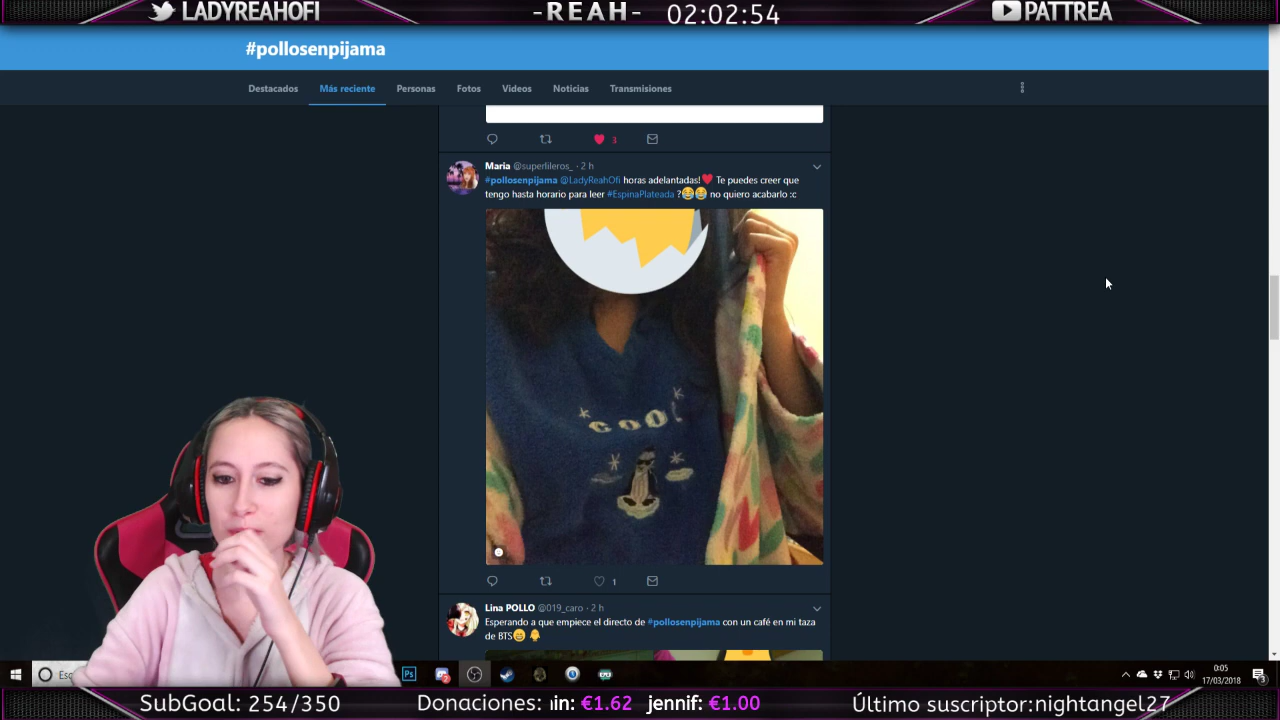 LADYREAHOFI
-REAH-
02:02:54
PATTREA
#pollosenpijama
Destacados
Más reciente
Personas
Fotos
Videos
Noticias
Transmisiones
3
Maria @superlileros_ · 2 h
#pollosenpijama @LadyReahOfi horas adelantadas!♥ Te puedes creer que
tengo hasta horario para leer #EspinaPlateada ?😂😂 no quiero acabarlo :c
cool
1
Lina POLLO @019_caro · 2 h
Esperando a que empiece el directo de #pollosenpijama con un café en mi taza
de BTS
Ps
0:05
17/03/2018
SubGoal: 254/350
Donaciones: in: €1.62 jennif: €1.00
Último suscriptor:nightangel27